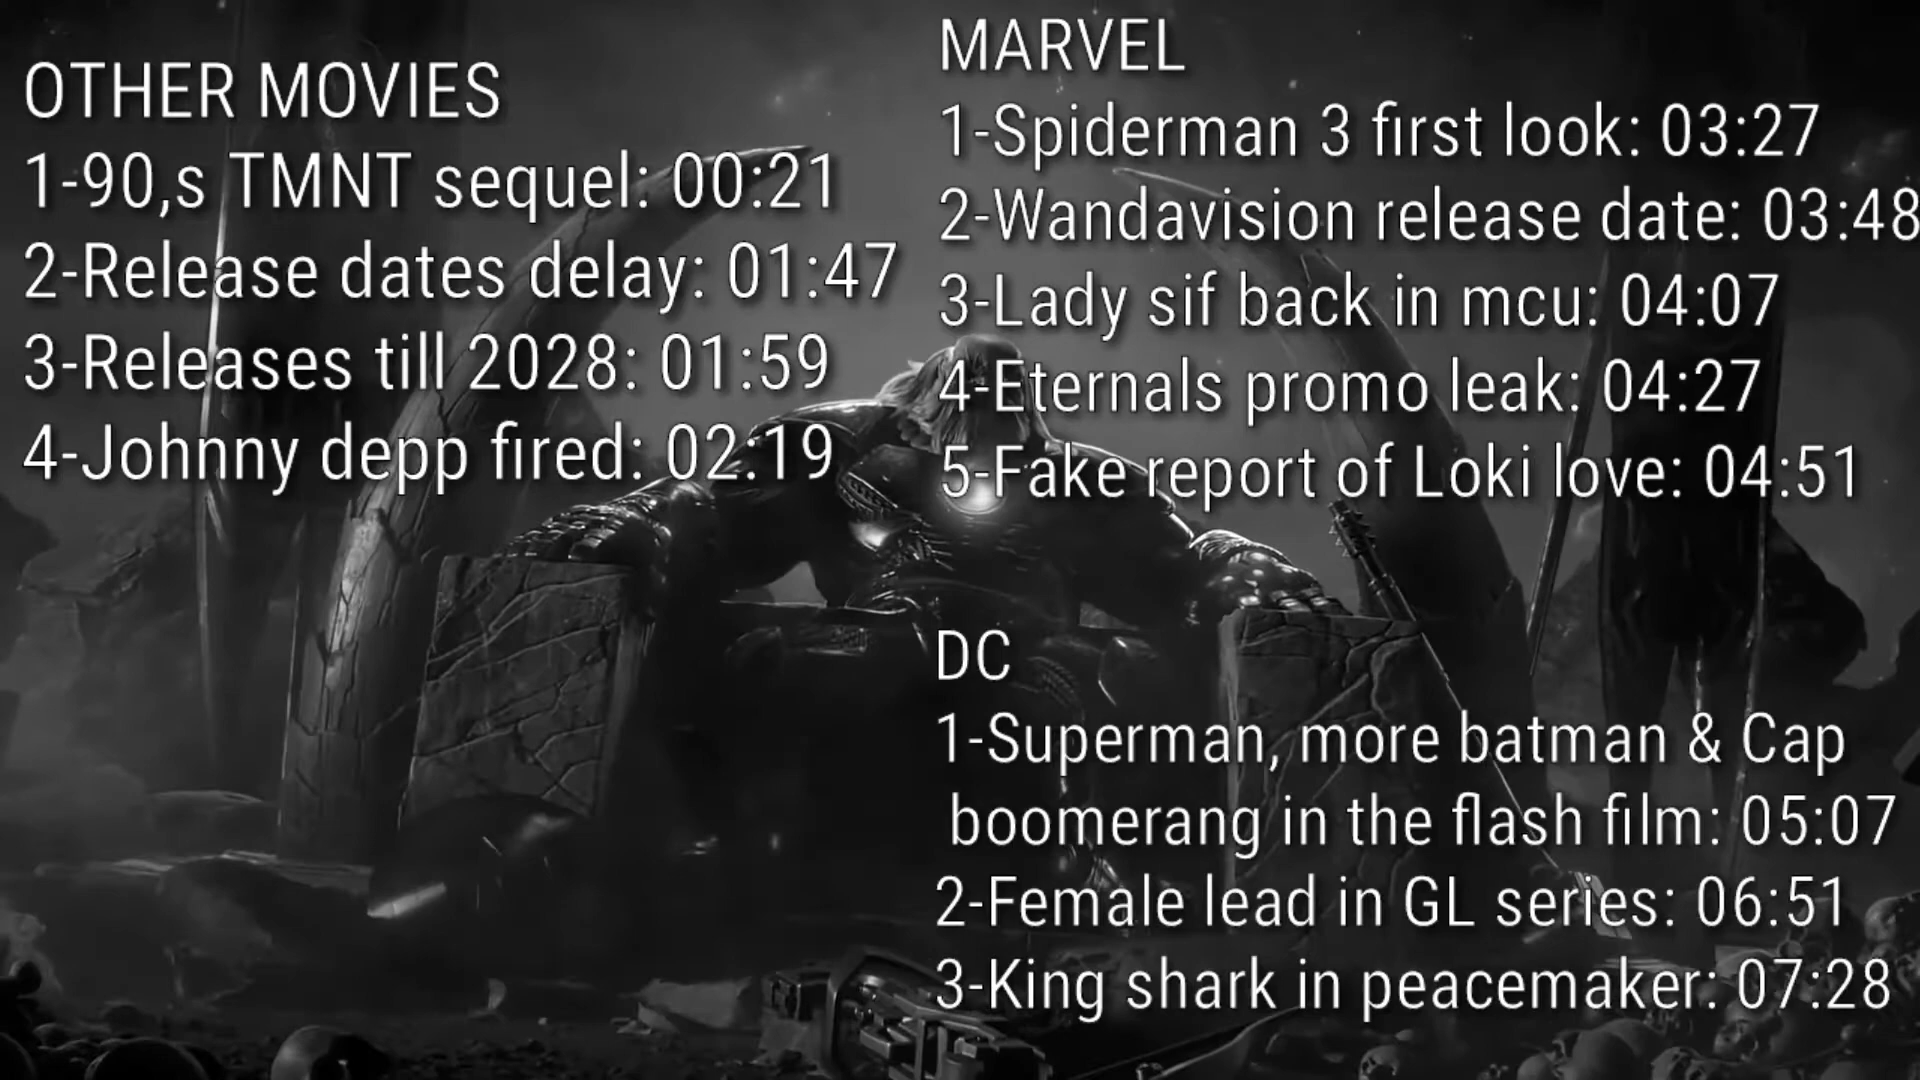 OTHER MOVIES
1-90,s TMNT sequel: 00:21
2-Release dates delay: 01:47
3-Releases till 2028: 01:59
4-Johnny depp fired: 02:19
MARVEL
1-Spiderman 3 first look: 03:27
2-Wandavision release date: 03:48
3-Lady sif back in mcu: 04:07
4-Eternals promo leak: 04:27
5-Fake report of Loki love: 04:51
DC
1-Superman, more batman & Cap
boomerang in the flash film: 05:07
2-Female lead in GL series: 06:51
3-King shark in peacemaker: 07:28